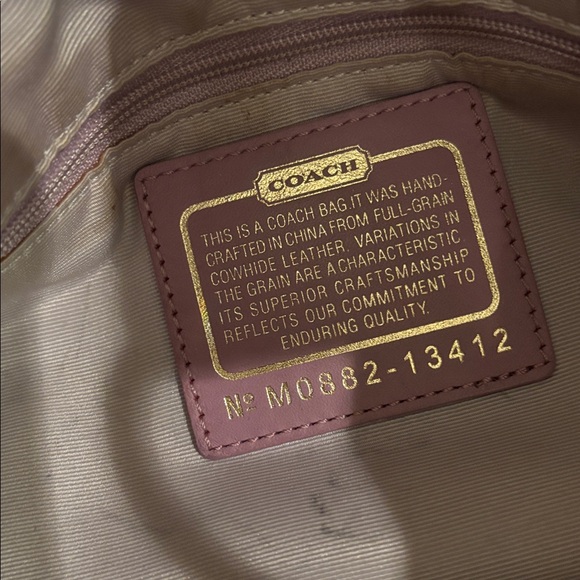 COACH
THIS IS A COACH BAG.IT WAS HAND-
CRAFTED IN CHINA FROM FULL-GRAIN
COWHIDE LEATHER. VARIATIONS IN
THE GRAIN ARE A CHARACTERISTIC
ITS SUPERIOR CRAFTSMANSHIP
REFLECTS OUR COMMITMENT TO
ENDURING QUALITY.
Nº M0882-13412